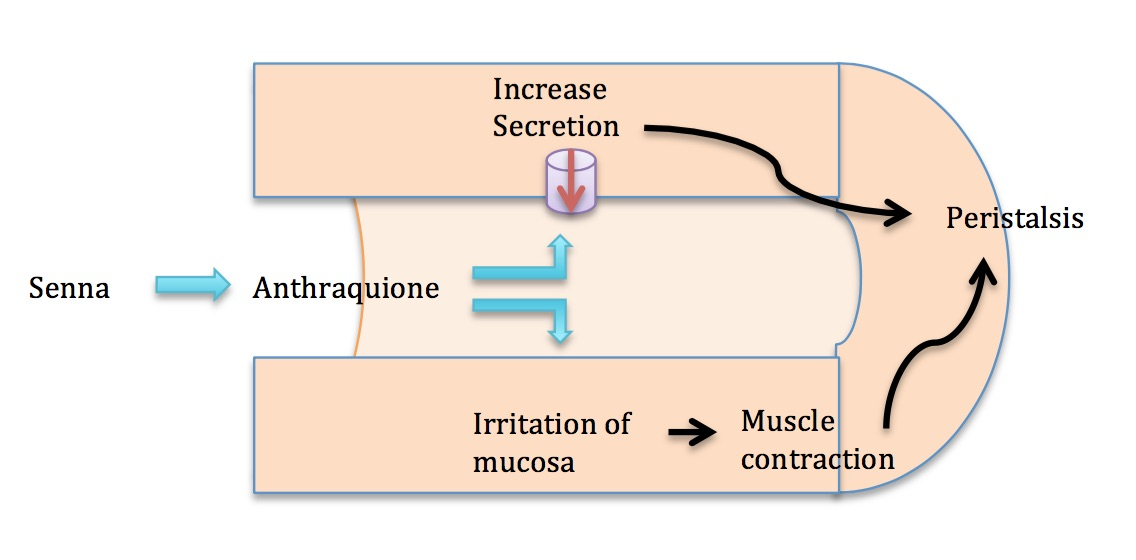 Increase
Secretion
Peristalsis
Senna
Anthraquione
Irritation of
mucosa
Muscle
contraction